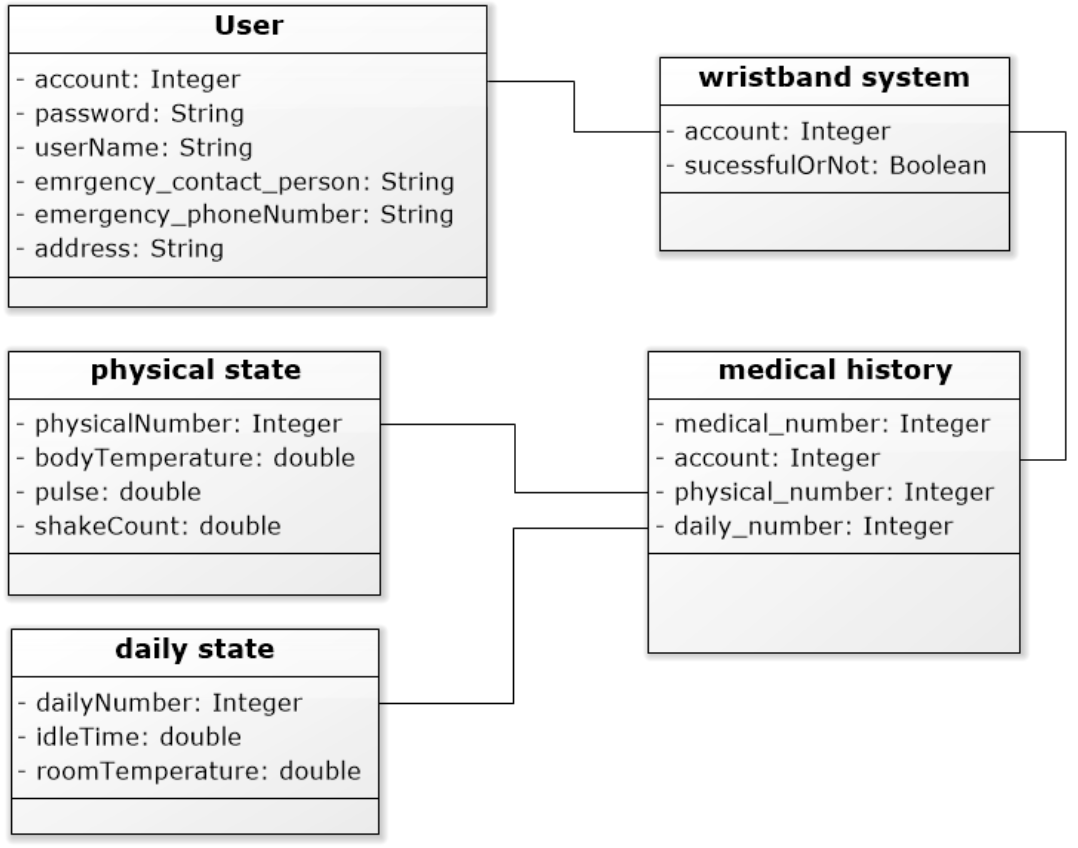 User
- account: Integer
- password: String
- userName: String
- emrgency_contact_person: String
- emergency_phoneNumber: String
- address: String
wristband system
- account: Integer
- sucessfulOrNot: Boolean
physical state
- physicalNumber: Integer
- bodyTemperature: double
- pulse: double
- shakeCount: double
medical history
- medical_number: Integer
- account: Integer
- physical_number: Integer
- daily_number: Integer
daily state
- dailyNumber: Integer
- idleTime: double
- roomTemperature: double